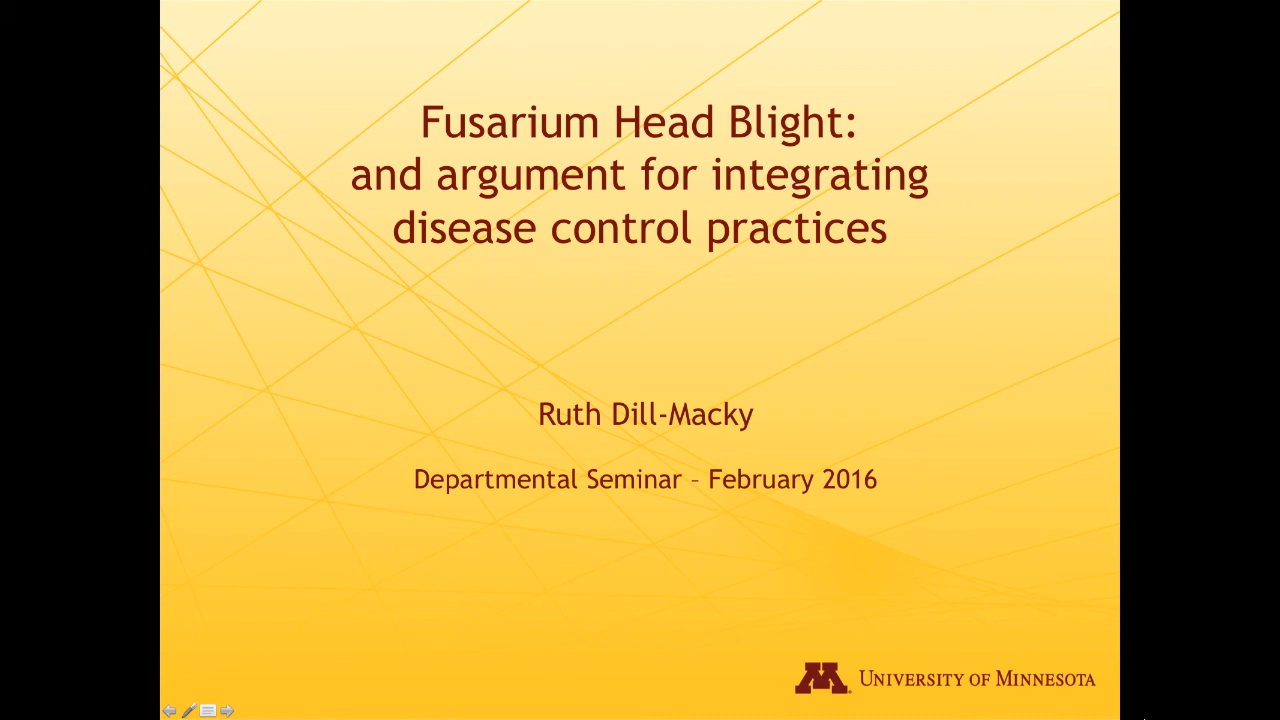 Fusarium Head Blight:
and argument for integrating
disease control practices
Ruth Dill-Macky
Departmental Seminar – February 2016
M UNIVERSITY OF MINNESOTA